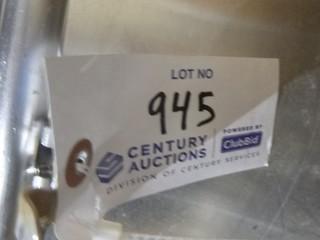 LOT NO
945
CENTURY AUCTIONS
POWERED BY
ClubBid
DIVISION OF CENTURY SERVICES